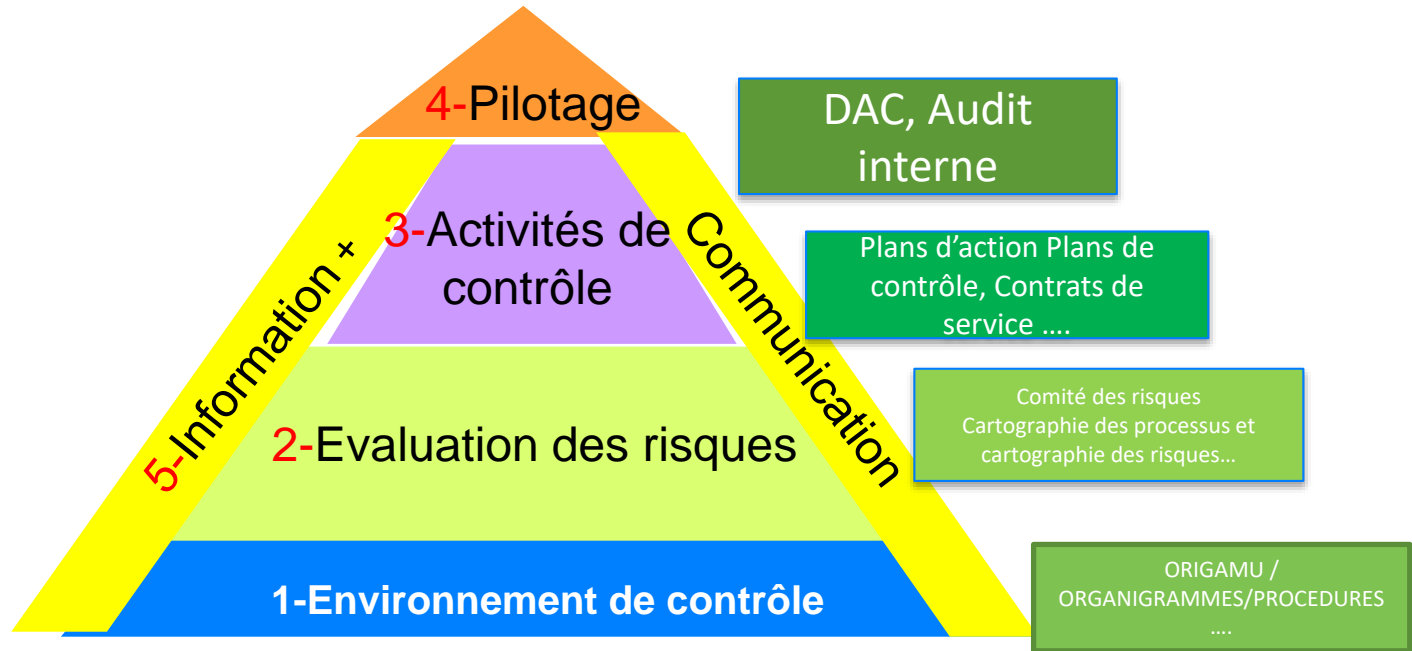 4-Pilotage
DAC, Audit
interne
3-Activités de
contrôle
Plans d’action Plans de
contrôle, Contrats de
service ….
5-Information +
Communication
2-Evaluation des risques
Comité des risques
Cartographie des processus et
cartographie des risques…
1-Environnement de contrôle
ORIGAMU /
ORGANIGRAMMES/PROCEDURES
….